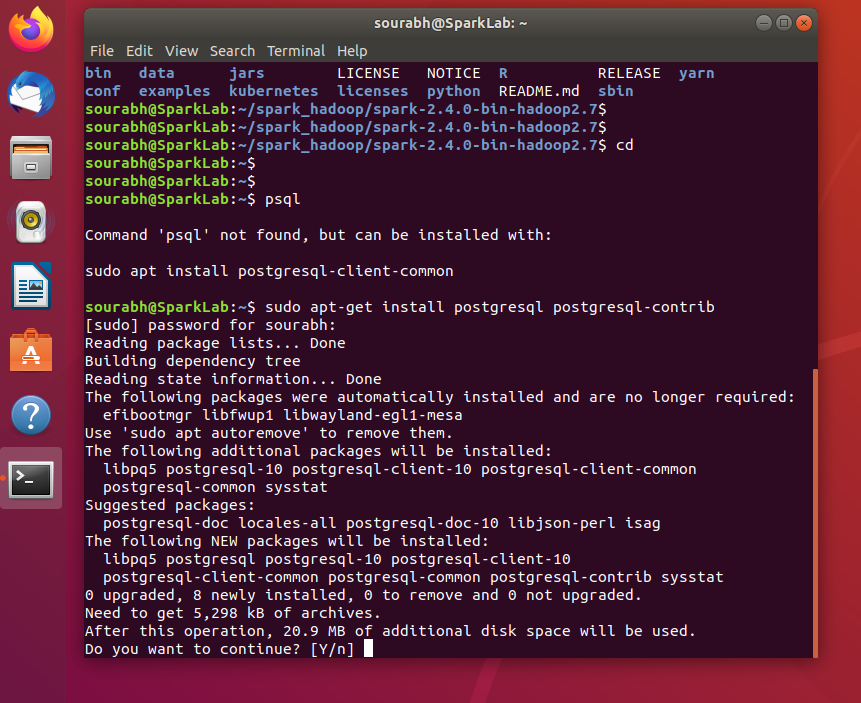 sourabh@SparkLab: ~
File Edit View Search Terminal Help
bin data jars LICENSE NOTICE R RELEASE yarn
conf examples kubernetes licenses python README.md sbin
sourabh@SparkLab:~/spark_hadoop/spark-2.4.0-bin-hadoop2.7$
sourabh@SparkLab:~/spark_hadoop/spark-2.4.0-bin-hadoop2.7$
sourabh@SparkLab:~/spark_hadoop/spark-2.4.0-bin-hadoop2.7$ cd
sourabh@SparkLab:~$
sourabh@SparkLab:~$
sourabh@SparkLab:~$ psql
Command 'psql' not found, but can be installed with:
sudo apt install postgresql-client-common
sourabh@SparkLab:~$ sudo apt-get install postgresql postgresql-contrib
[sudo] password for sourabh:
Reading package lists... Done
Building dependency tree
Reading state information... Done
The following packages were automatically installed and are no longer required:
efibootmgr libfwup1 libwayland-egl1-mesa
Use 'sudo apt autoremove' to remove them.
The following additional packages will be installed:
libpq5 postgresql-10 postgresql-client-10 postgresql-client-common
postgresql-common sysstat
Suggested packages:
postgresql-doc locales-all postgresql-doc-10 libjson-perl isag
The following NEW packages will be installed:
libpq5 postgresql postgresql-10 postgresql-client-10
postgresql-client-common postgresql-common postgresql-contrib sysstat
0 upgraded, 8 newly installed, 0 to remove and 0 not upgraded.
Need to get 5,298 kB of archives.
After this operation, 20.9 MB of additional disk space will be used.
Do you want to continue? [Y/n]